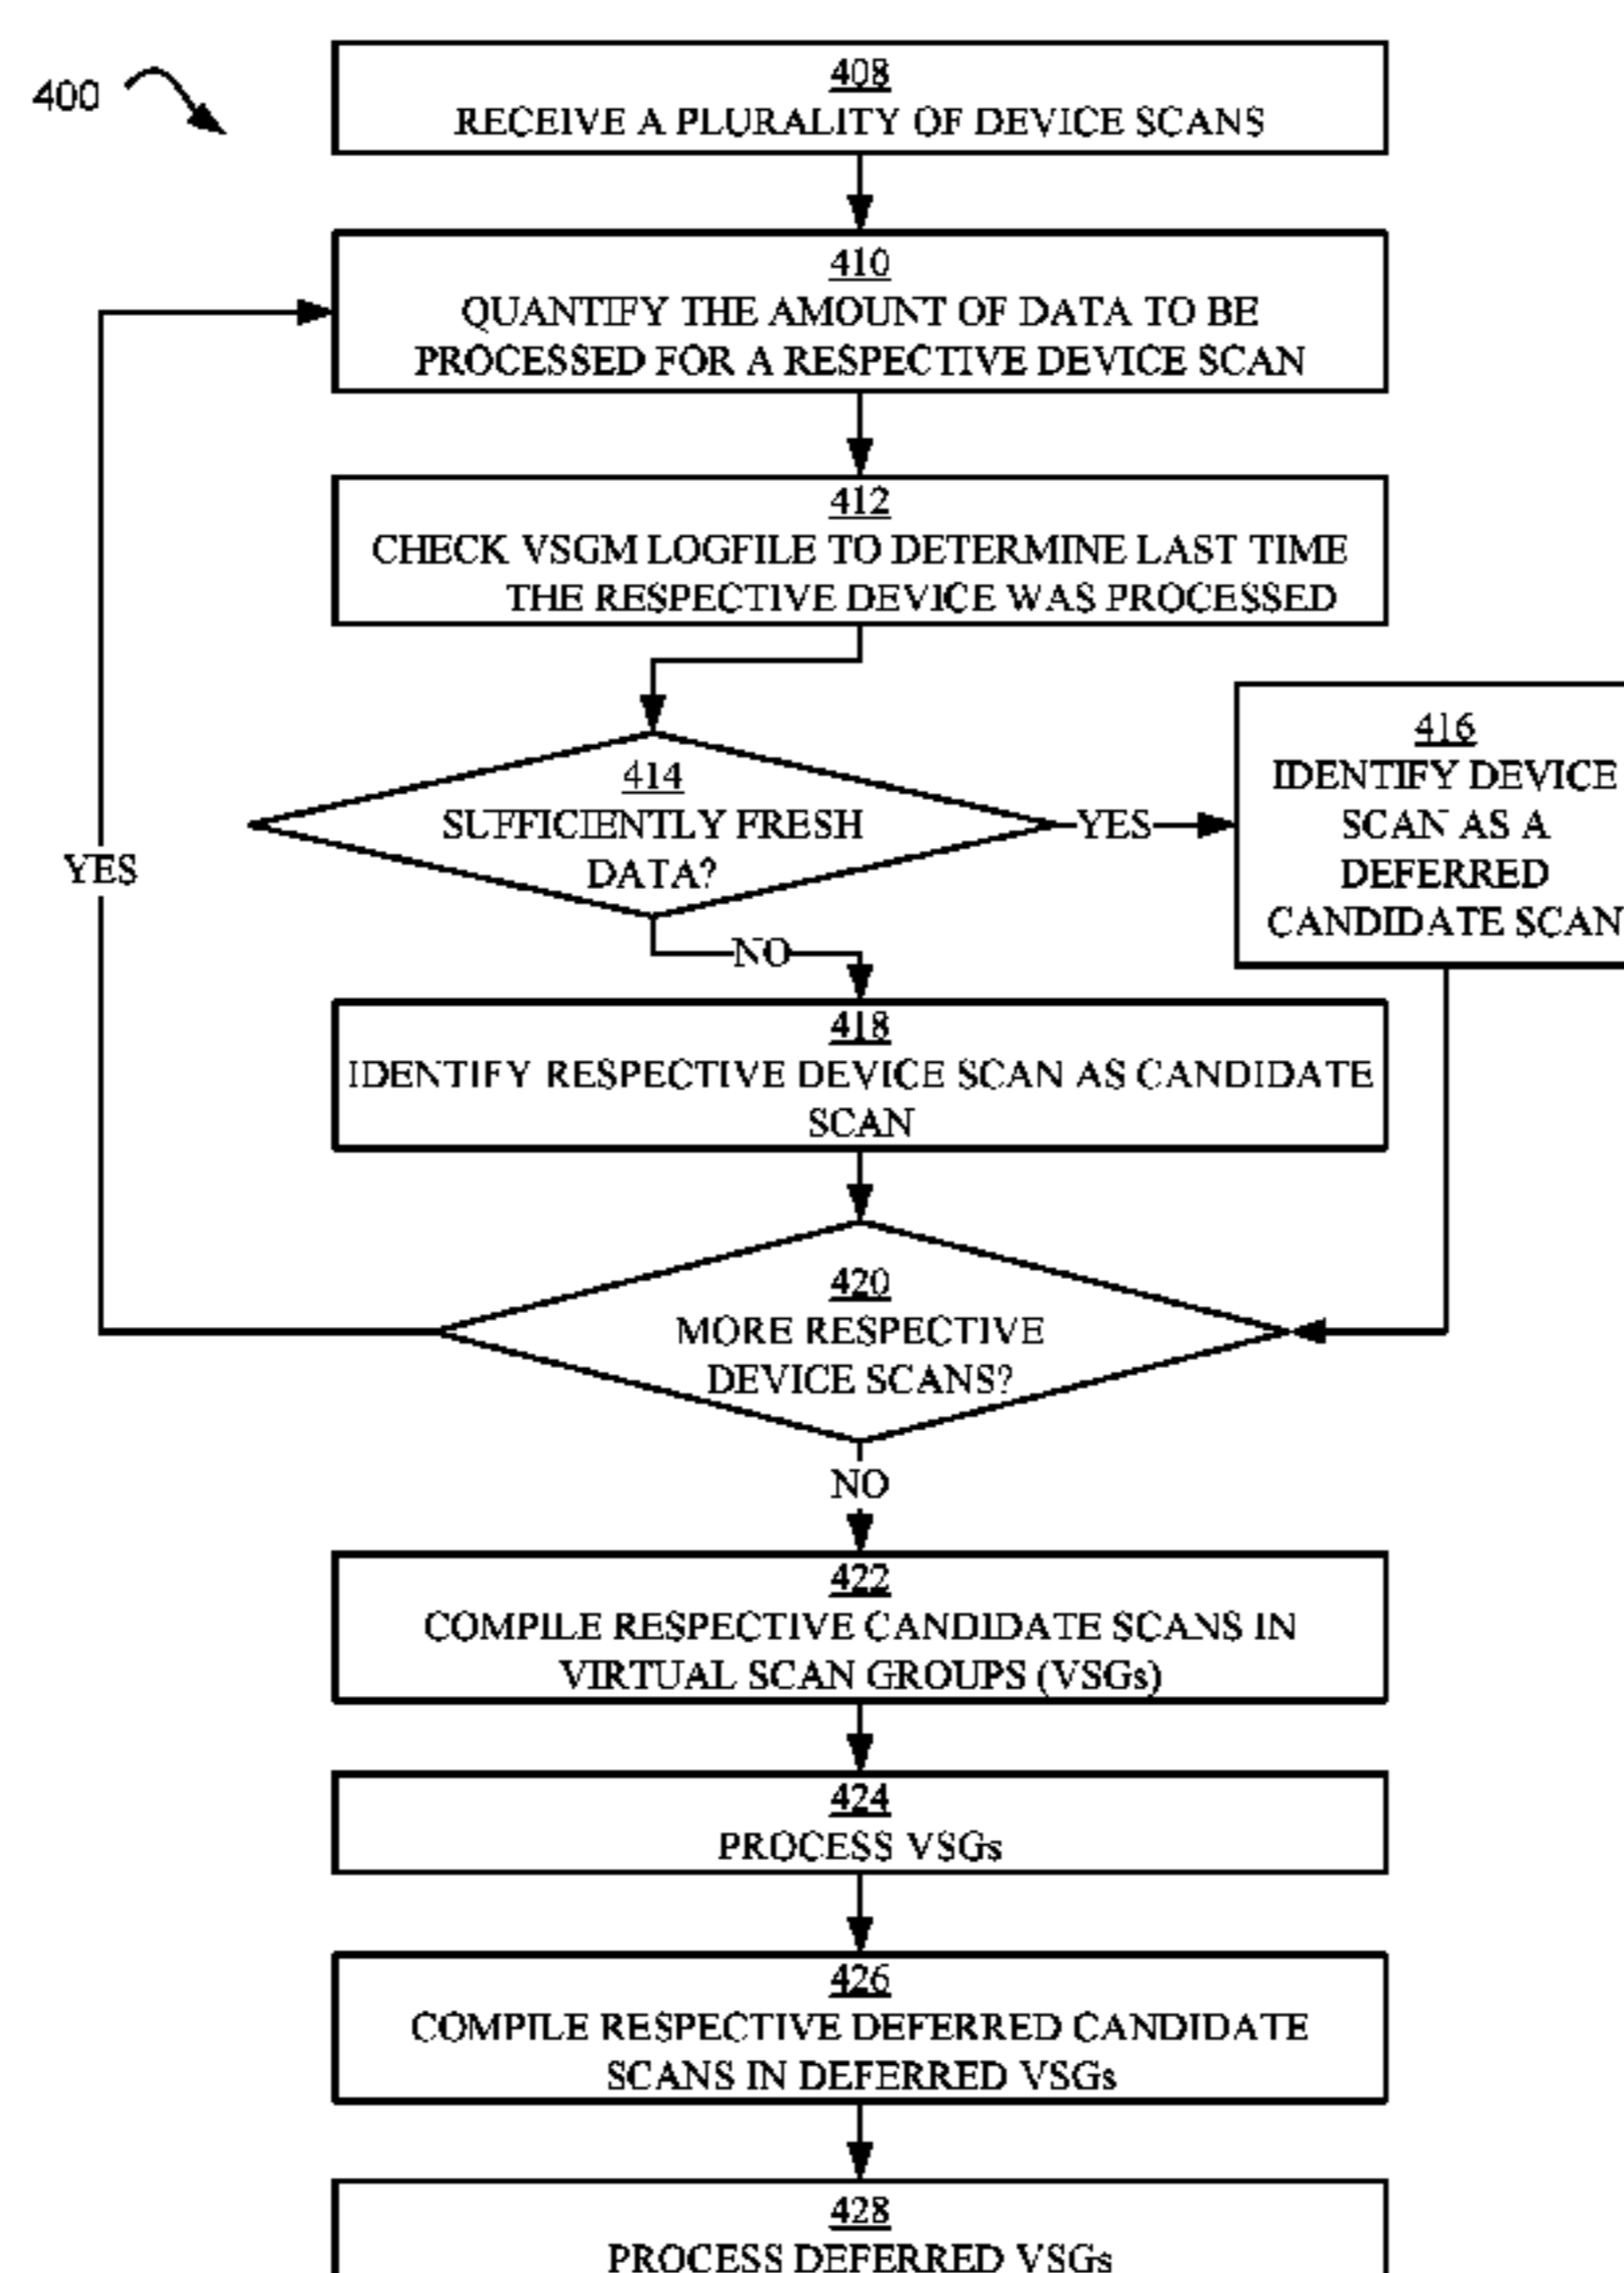 400
408
RECEIVE A PLURALITY OF DEVICE SCANS
410
QUANTIFY THE AMOUNT OF DATA TO BE
PROCESSED FOR A RESPECTIVE DEVICE SCAN
412
CHECK VSGM LOGFILE TO DETERMINE LAST TIME
THE RESPECTIVE DEVICE WAS PROCESSED
414
SUFFICIENTLY FRESH
DATA?
YES
416
IDENTIFY DEVICE
SCAN AS A
DEFERRED
CANDIDATE SCAN
YES
NO
418
IDENTIFY RESPECTIVE DEVICE SCAN AS CANDIDATE
SCAN
420
MORE RESPECTIVE
DEVICE SCANS?
NO
422
COMPILE RESPECTIVE CANDIDATE SCANS IN
VIRTUAL SCAN GROUPS (VSGs)
424
PROCESS VSGs
426
COMPILE RESPECTIVE DEFERRED CANDIDATE
SCANS IN DEFERRED VSGs
428
PROCESS DEFERRED VSGs